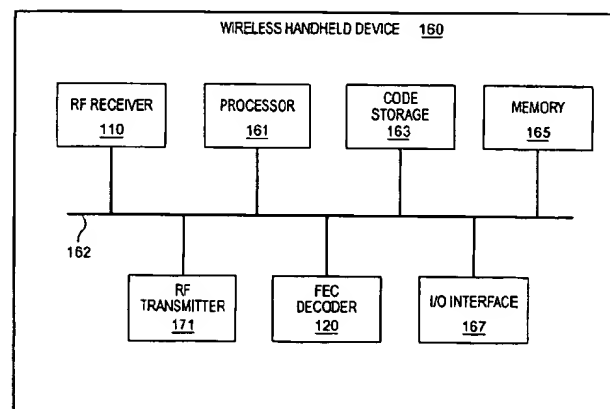 WIRELESS HANDHELD DEVICE 160
RF RECEIVER
110
PROCESSOR
161
CODE
STORAGE
163
MEMORY
165
162
RF
TRANSMITTER
171
FEC
DECODER
120
I/O INTERFACE
167